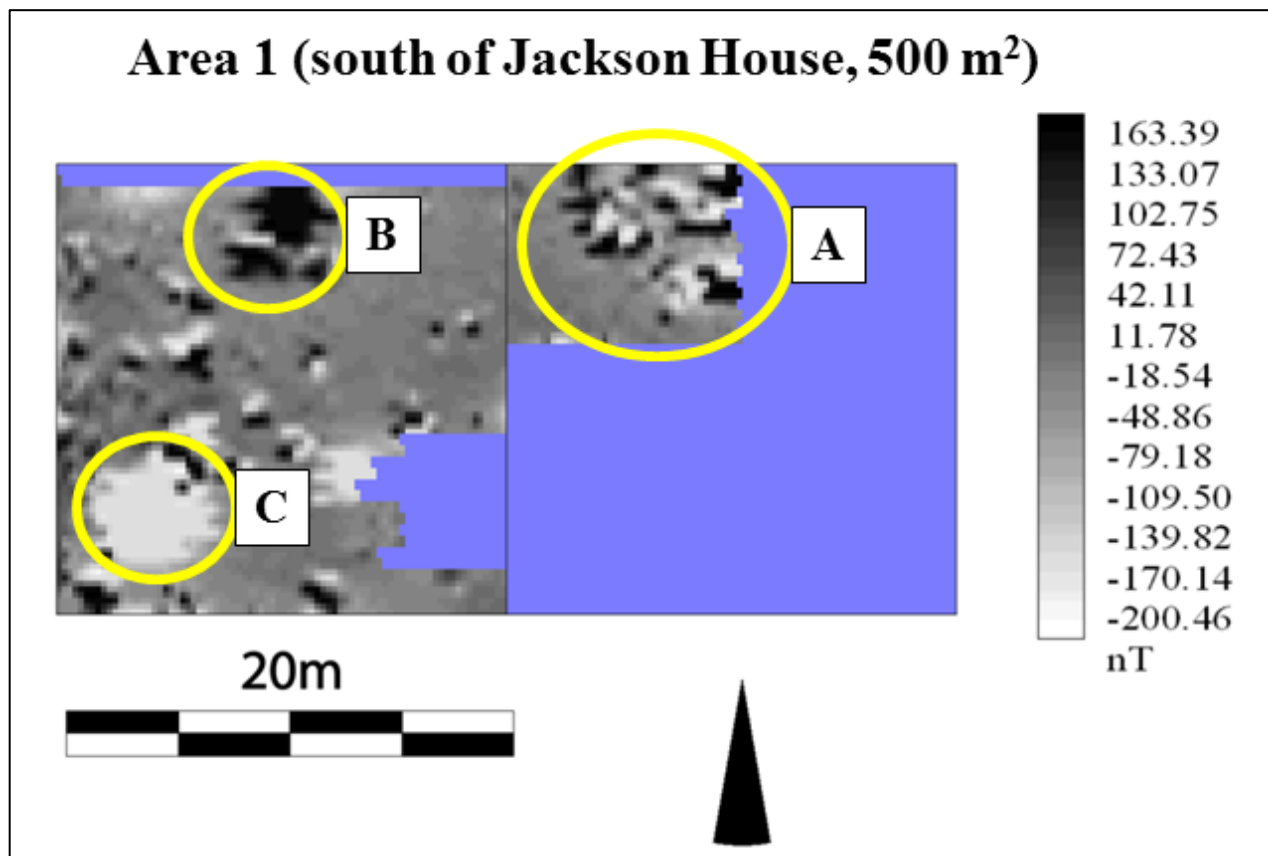 Area 1 (south of Jackson House, 500 m²)
B
A
C
163.39
133.07
102.75
72.43
42.11
11.78
-18.54
-48.86
-79.18
-109.50
-139.82
-170.14
-200.46
nT
20m